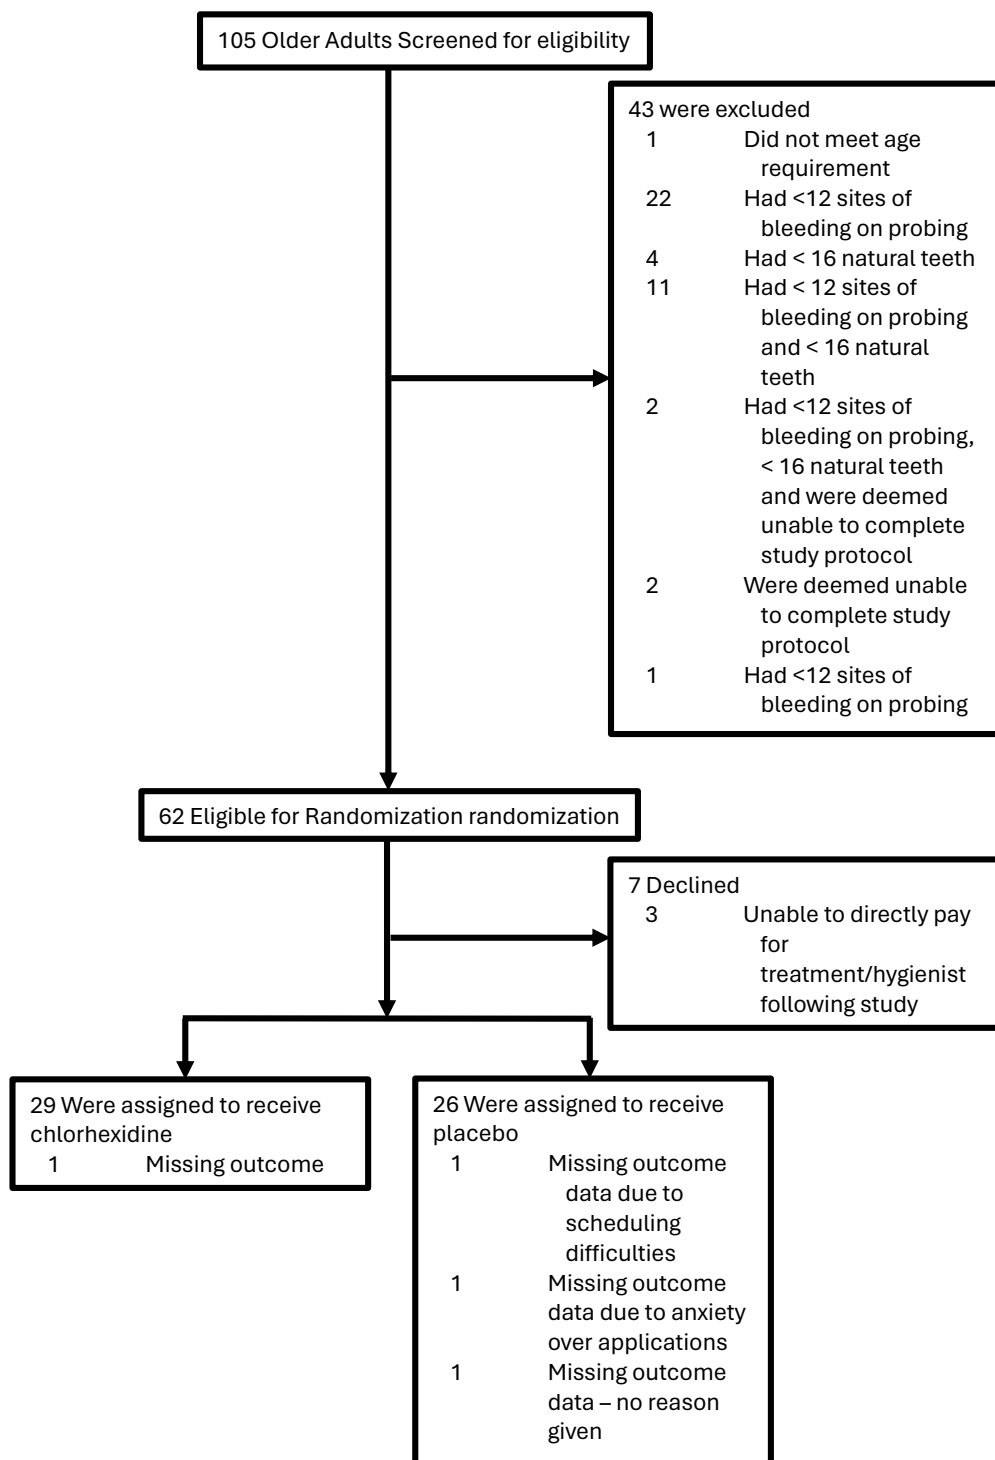 105 Older Adults Screened for eligibility
43 were excluded
1 Did not meet age
requirement
22 Had <12 sites of
bleeding on probing
4 Had < 16 natural teeth
11 Had < 12 sites of
bleeding on probing
and < 16 natural
teeth
2 Had <12 sites of
bleeding on probing,
< 16 natural teeth
and were deemed
unable to complete
study protocol
2 Were deemed unable
to complete study
protocol
1 Had <12 sites of
bleeding on probing
62 Eligible for Randomization randomization
7 Declined
3 Unable to directly pay
for
treatment/hygienist
following study
29 Were assigned to receive
chlorhexidine
1 Missing outcome
26 Were assigned to receive
placebo
1 Missing outcome
data due to
scheduling
difficulties
1 Missing outcome
data due to anxiety
over applications
1 Missing outcome
data – no reason
given